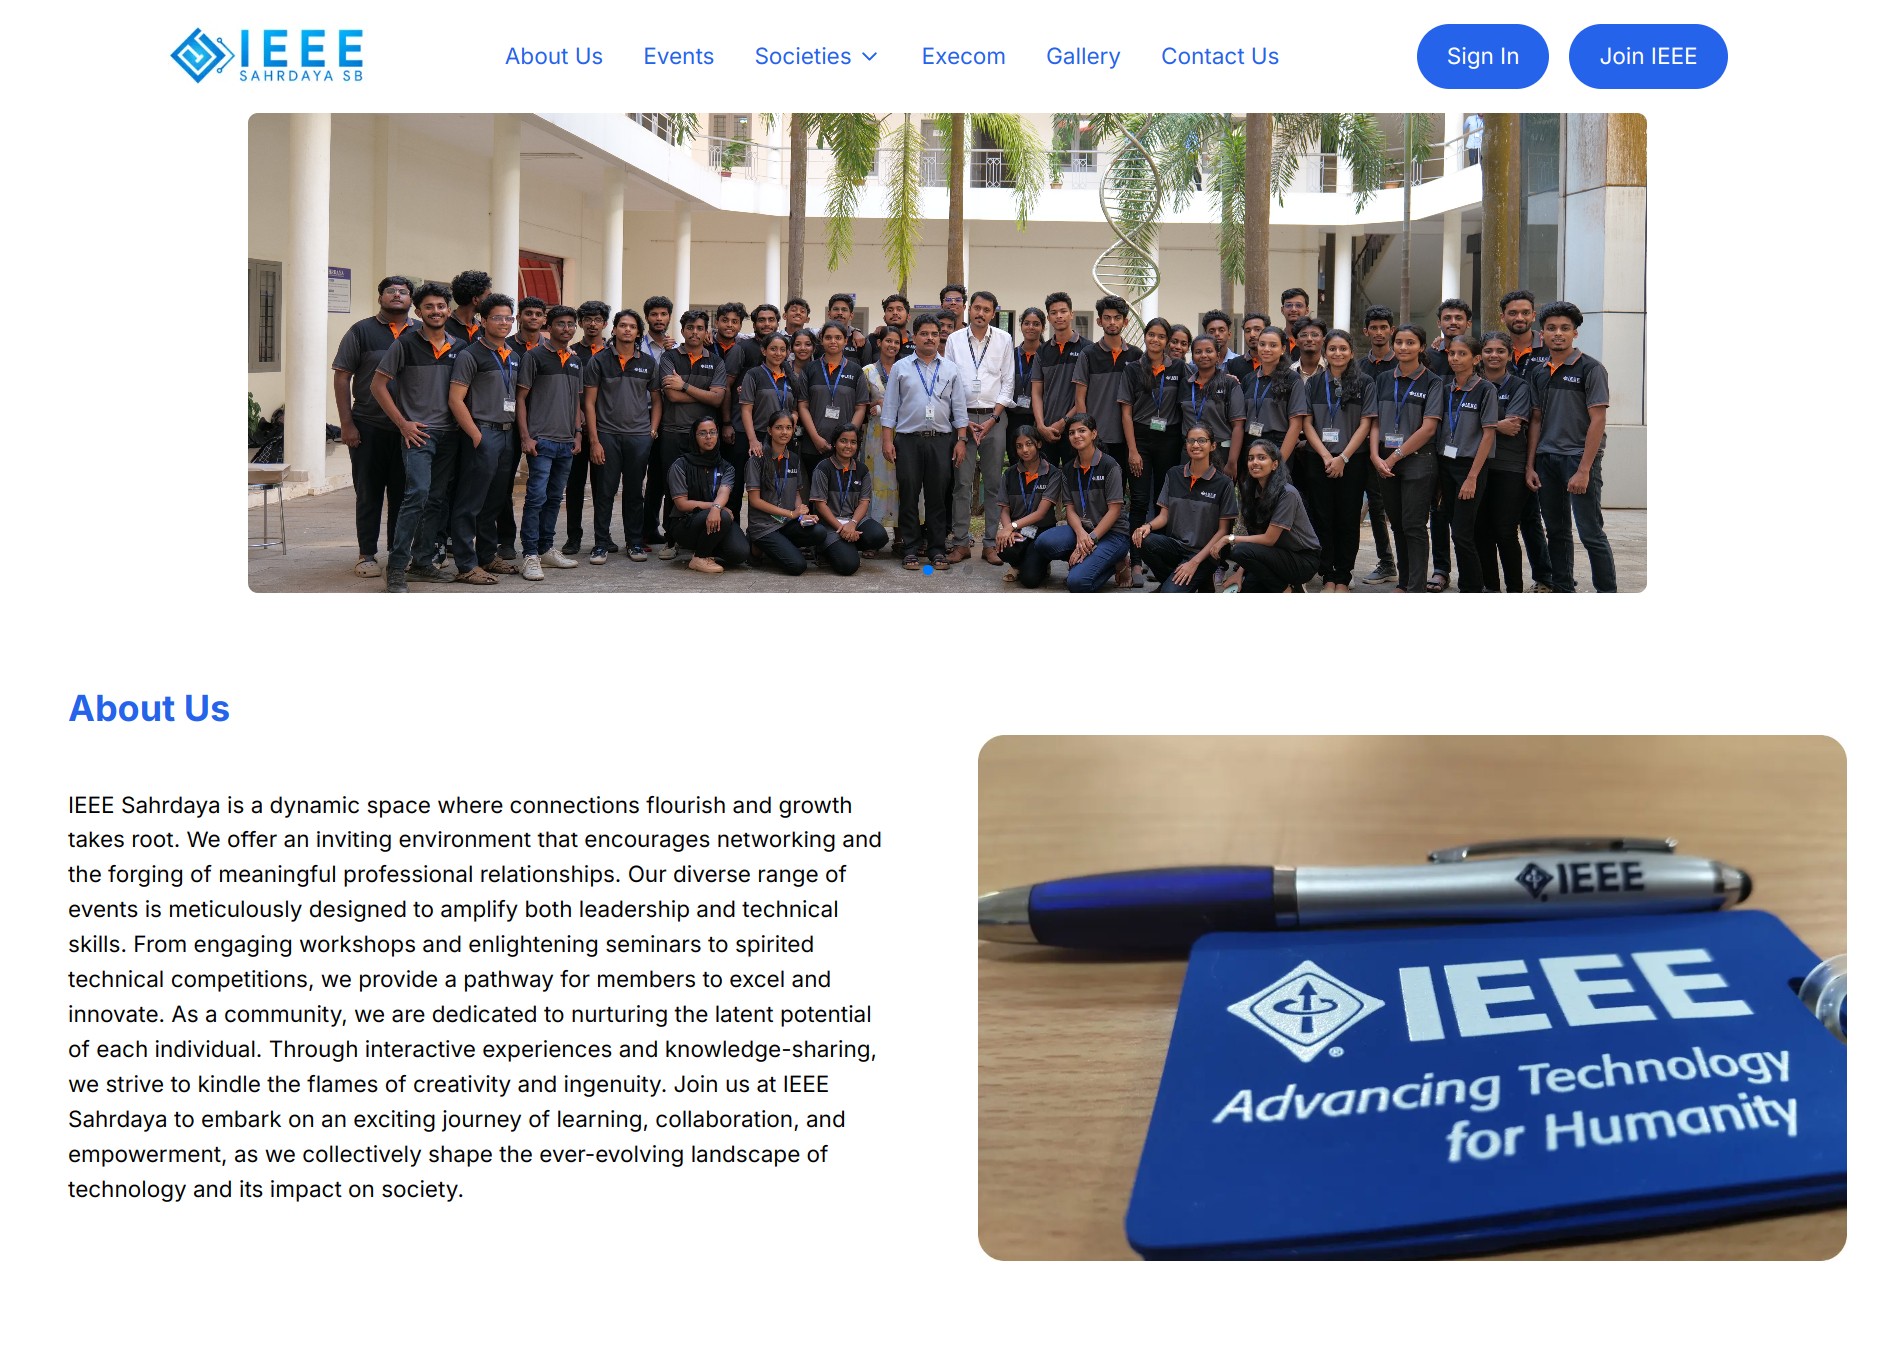 IEEE
SAHRDAYA SB
About Us
Events
Societies
Execom
Gallery
Contact Us
Sign In
Join IEEE
About Us
IEEE Sahrdaya is a dynamic space where connections flourish and growth
takes root. We offer an inviting environment that encourages networking and
the forging of meaningful professional relationships. Our diverse range of
events is meticulously designed to amplify both leadership and technical
skills. From engaging workshops and enlightening seminars to spirited
technical competitions, we provide a pathway for members to excel and
innovate. As a community, we are dedicated to nurturing the latent potential
of each individual. Through interactive experiences and knowledge-sharing,
we strive to kindle the flames of creativity and ingenuity. Join us at IEEE
Sahrdaya to embark on an exciting journey of learning, collaboration, and
empowerment, as we collectively shape the ever-evolving landscape of
technology and its impact on society.
IEEE
IEEE
®
Advancing Technology
for Humanity